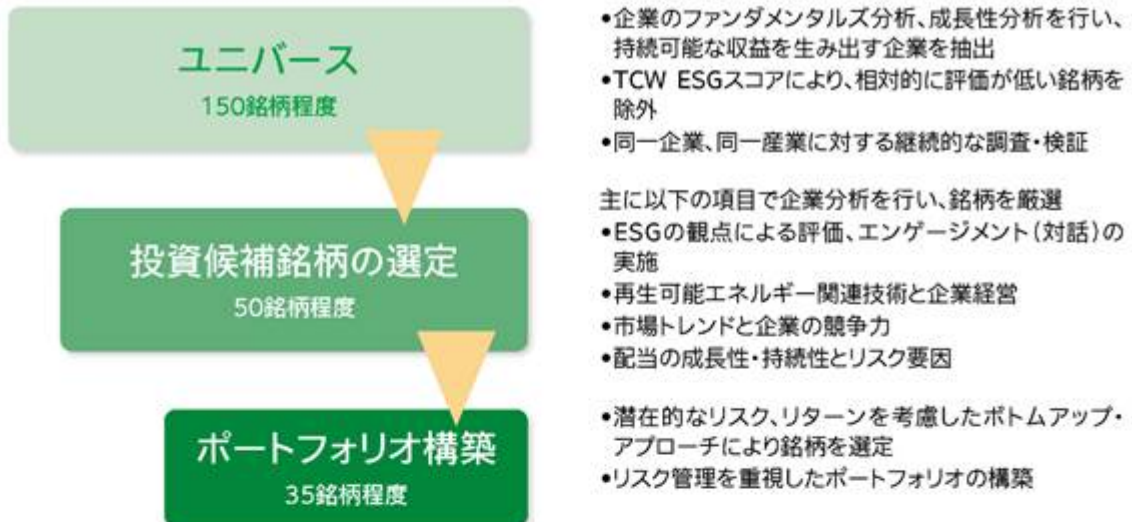 ユニバース
150銘柄程度
•企業のファンダメンタルズ分析、成長性分析を行い、
持続可能な収益を生み出す企業を抽出
•TCW ESGスコアにより、相対的に評価が低い銘柄を
除外
•同一企業、同一産業に対する継続的な調査・検証
投資候補銘柄の選定
50銘柄程度
主に以下の項目で企業分析を行い、銘柄を厳選
•ESGの観点による評価、エンゲージメント(対話)の
実施
•再生可能エネルギー関連技術と企業経営
•市場トレンドと企業の競争力
•配当の成長性・持続性とリスク要因
ポートフォリオ構築
35銘柄程度
•潜在的なリスク、リターンを考慮したボトムアップ・
アプローチにより銘柄を選定
•リスク管理を重視したポートフォリオの構築